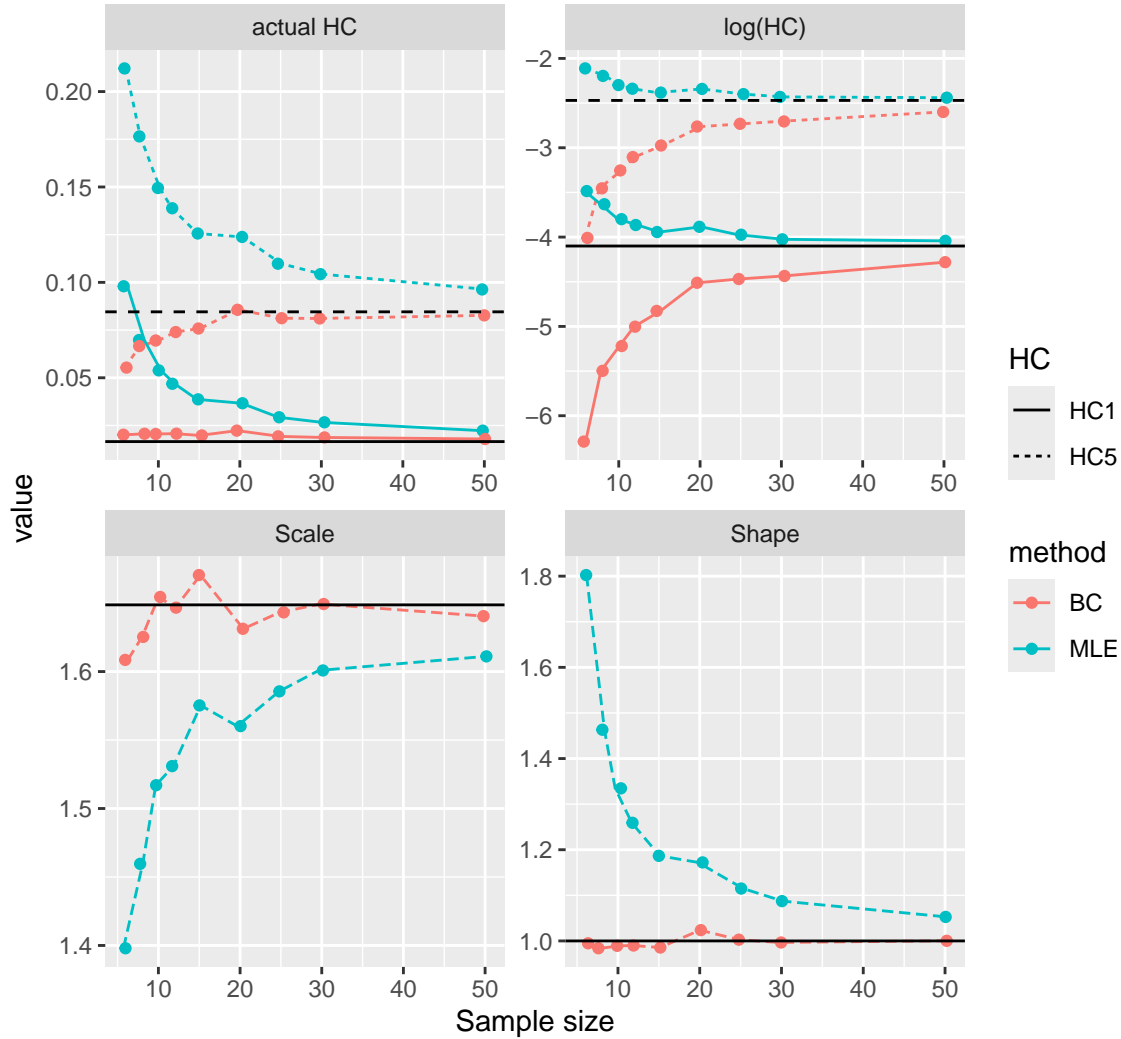 actual HC
log(HC)
0.20
0.15
0.10
0.05
−2
−3
−4
−5
−6
10 20 30 40 50
10 20 30 40 50
Scale
Shape
1.6
1.5
1.4
1.8
1.6
1.4
1.2
1.0
10 20 30 40 50
10 20 30 40 50
value
Sample size
HC
HC1
HC5
method
BC
MLE